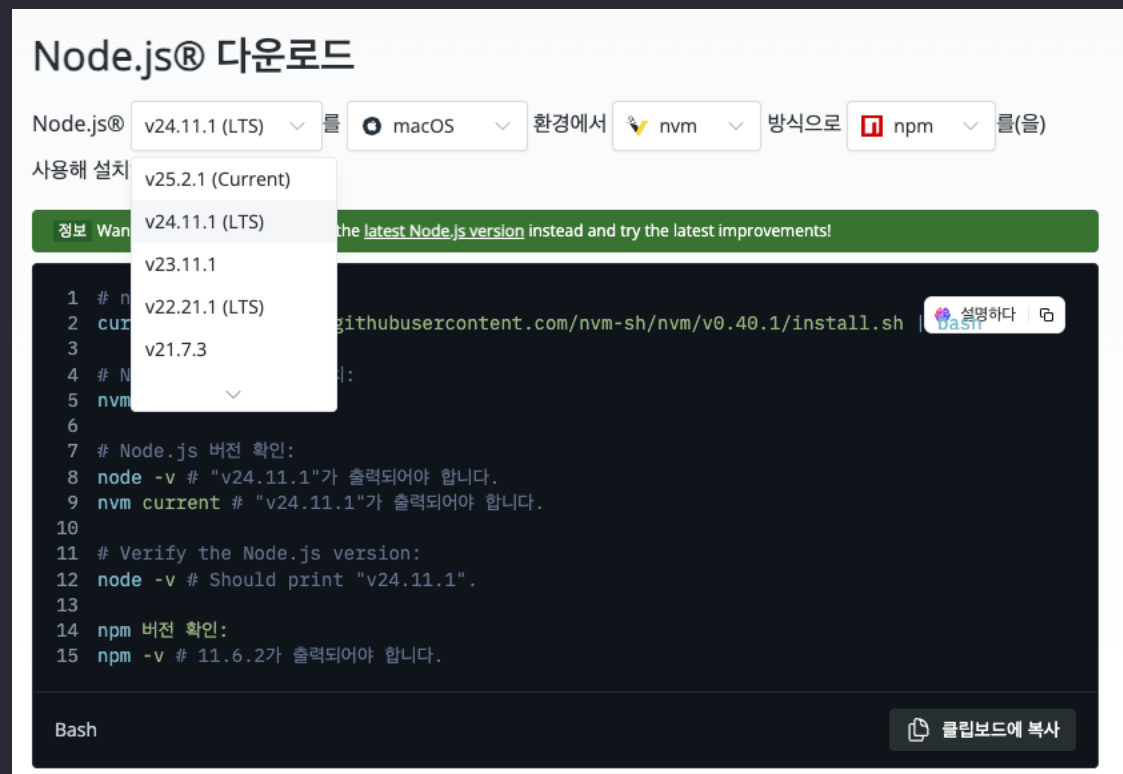 Node.js® 다운로드
Node.js® v24.11.1 (LTS) 를 macOS 환경에서 nvm 방식으로 npm 를(을)
사용해 설치
v25.2.1 (Current)
v24.11.1 (LTS)
v23.11.1
v22.21.1 (LTS)
v21.7.3
정보 the latest Node.js version instead and try the latest improvements!
1 #
2 githubusercontent.com/nvm-sh/nvm/v0.40.1/install.sh | bash
설명하다
3
4 #
5 nvm
6
7 # Node.js 버전 확인:
8 node -v # "v24.11.1"가 출력되어야 합니다.
9 nvm current # "v24.11.1"가 출력되어야 합니다.
10
11 # Verify the Node.js version:
12 node -v # Should print "v24.11.1".
13
14 npm 버전 확인:
15 npm -v # 11.6.2가 출력되어야 합니다.
Bash
클립보드에 복사